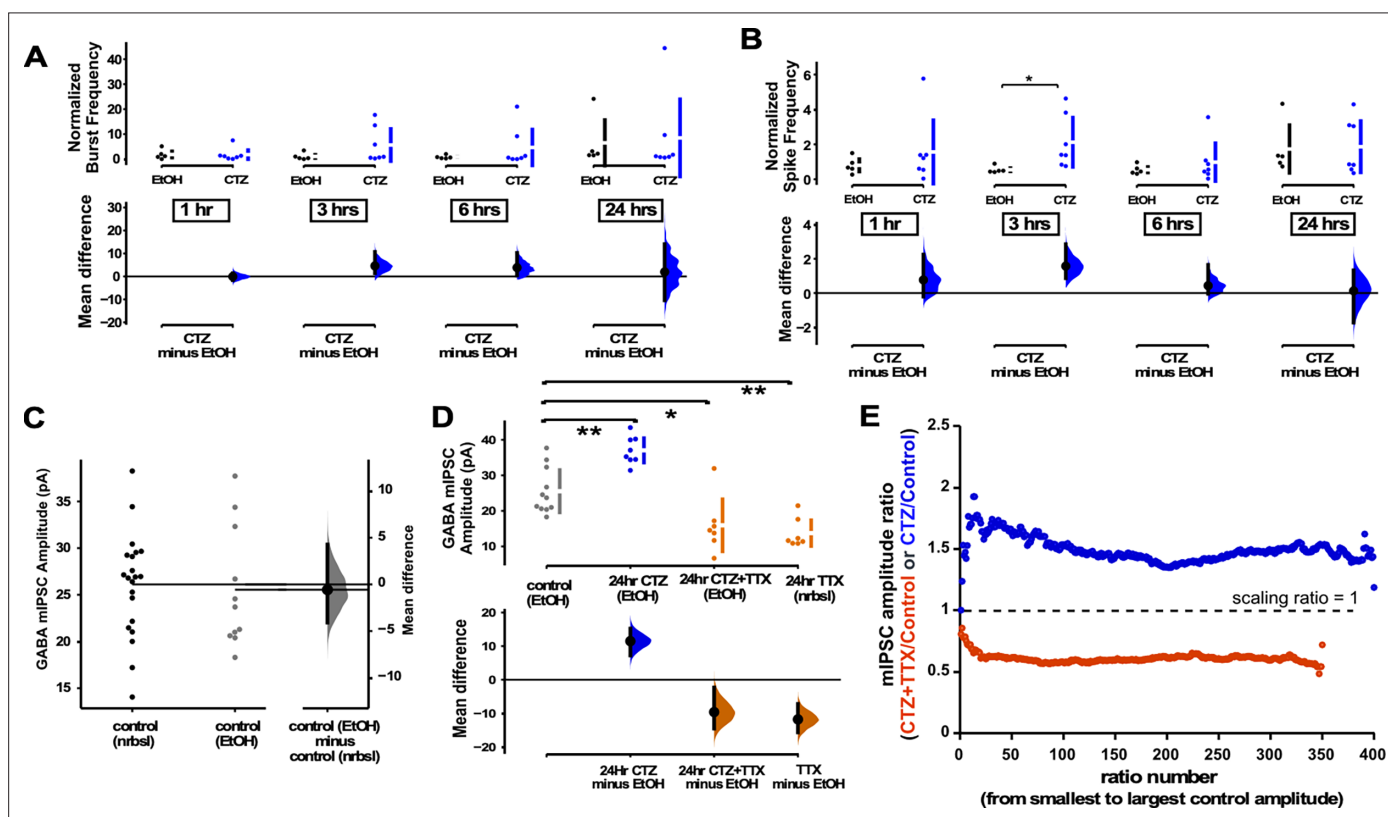 A
Normalized
Burst Frequency
40
30
20
10
0
EtOH CTZ EtOH CTZ EtOH CTZ EtOH CTZ
1 hr 3 hrs 6 hrs 24 hrs
Mean difference
30
20
10
0
−10
−20
CTZ
minus EtOH
CTZ
minus EtOH
CTZ
minus EtOH
CTZ
minus EtOH
B
Normalized
Spike Frequency
6
4
2
0
*
EtOH CTZ EtOH CTZ EtOH CTZ EtOH CTZ
1 hr 3 hrs 6 hrs 24 hrs
Mean difference
4
2
0
−2
CTZ
minus EtOH
CTZ
minus EtOH
CTZ
minus EtOH
CTZ
minus EtOH
C
GABA mIPSC Amplitude (pA)
35
30
25
20
15
10
5
0
−5
−10
Mean difference
control
(nrbsl)
control
(EtOH)
control (EtOH)
minus
control (nrbsl)
D
GABA mIPSC
Amplitude (pA)
40
30
20
10
**
*
**
control
(EtOH)
24hr CTZ
(EtOH)
24hr CTZ+TTX
(EtOH)
24hr TTX
(nrbsl)
Mean difference
20
10
0
−10
−20
24Hr CTZ
minus EtOH
24hr CTZ+TTX
minus EtOH
TTX
minus EtOH
E
mIPSC amplitude ratio
(CTZ+TTX/Control or CTZ/Control)
2.5
2
1.5
1
0.5
0
scaling ratio = 1
0 50 100 150 200 250 300 350 400
ratio number
(from smallest to largest control amplitude)